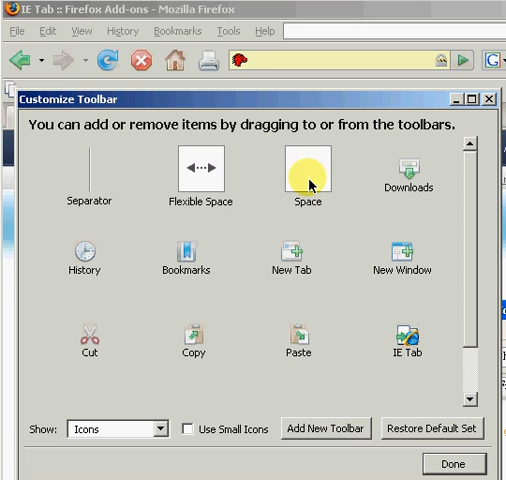 IE Tab :: Firefox Add-ons - Mozilla Firefox
File Edit View History Bookmarks Tools Help
G
Customize Toolbar
You can add or remove items by dragging to or from the toolbars.
Separator Flexible Space Space Downloads
History Bookmarks New Tab New Window
Cut Copy Paste IE Tab
Show: Icons Use Small Icons Add New Toolbar Restore Default Set
Done